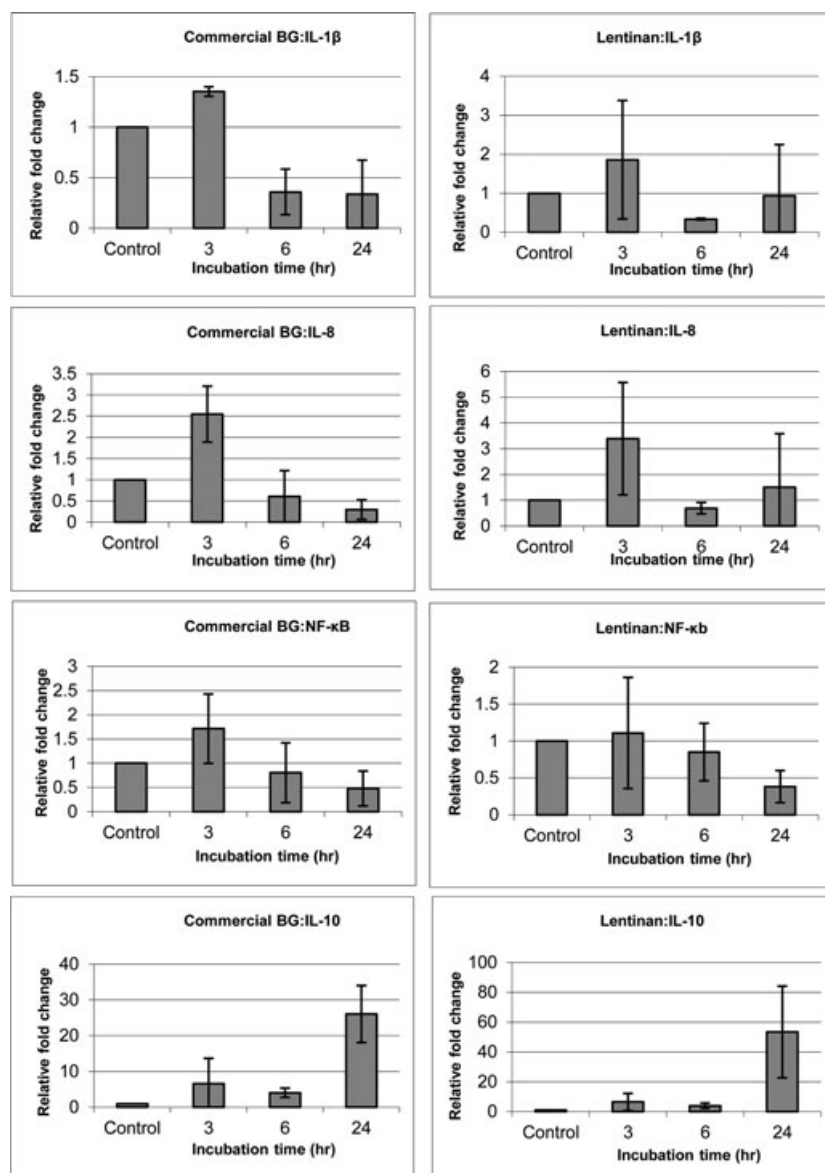 Commercial BG:IL-1β
Relative fold change
1.5
1
0.5
0
Control 3 6 24
Incubation time (hr)
Lentinan:IL-1β
Relative fold change
4
3
2
1
0
Control 3 6 24
Incubation time (hr)
Commercial BG:IL-8
Relative fold change
3.5
3
2.5
2
1.5
1
0.5
0
Control 3 6 24
Incubation time (hr)
Lentinan:IL-8
Relative fold change
6
5
4
3
2
1
0
Control 3 6 24
Incubation time (hr)
Commercial BG:NF-κB
Relative fold change
3
2.5
2
1.5
1
0.5
0
Control 3 6 24
Incubation time (hr)
Lentinan:NF-κb
Relative fold change
2
1.5
1
0.5
0
Control 3 6 24
Incubation time (hr)
Commercial BG:IL-10
Relative fold change
40
30
20
10
0
Control 3 6 24
Incubation time (hr)
Lentinan:IL-10
Relative fold change
100
80
60
40
20
0
Control 3 6 24
Incubation time (hr)